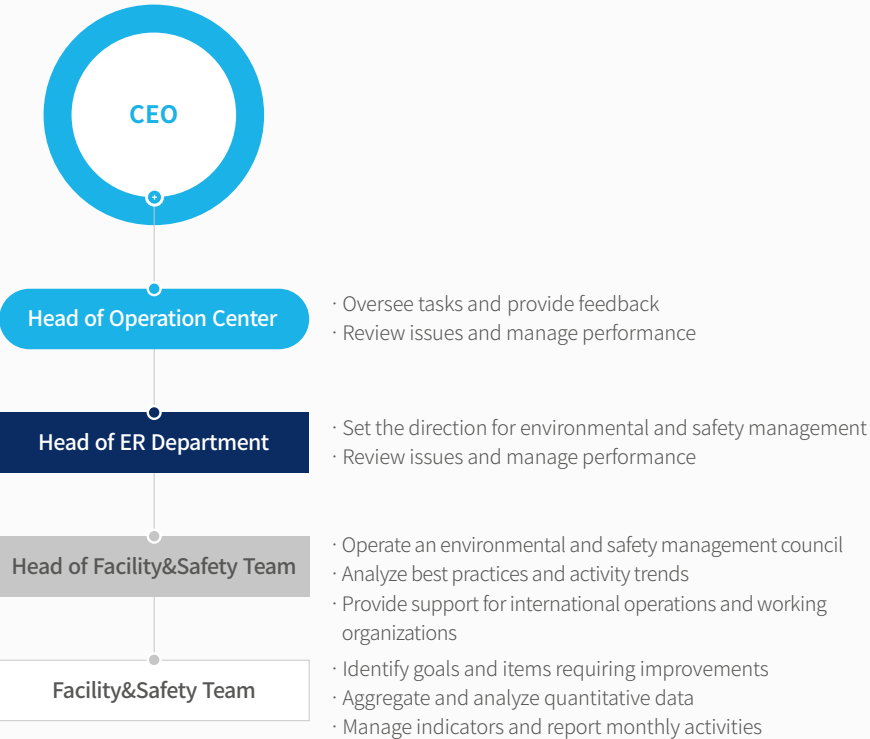 CEO
Head of Operation Center
· Oversee tasks and provide feedback
· Review issues and manage performance
Head of ER Department
· Set the direction for environmental and safety management
· Review issues and manage performance
Head of Facility&Safety Team
· Operate an environmental and safety management council
· Analyze best practices and activity trends
· Provide support for international operations and working
organizations
Facility&Safety Team
· Identify goals and items requiring improvements
· Aggregate and analyze quantitative data
· Manage indicators and report monthly activities